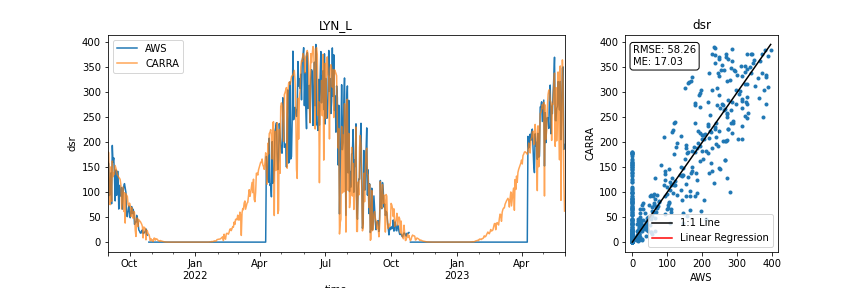 LYN_L
400
350
300
250
200
150
100
50
0
dsr
AWS
CARRA
Oct
Jan
2022
Apr
Jul
Oct
Jan
2023
Apr
time
dsr
400
350
300
250
200
150
100
50
0
CARRA
RMSE: 58.26
ME: 17.03
1:1 Line
Linear Regression
0
100
200
300
400
AWS